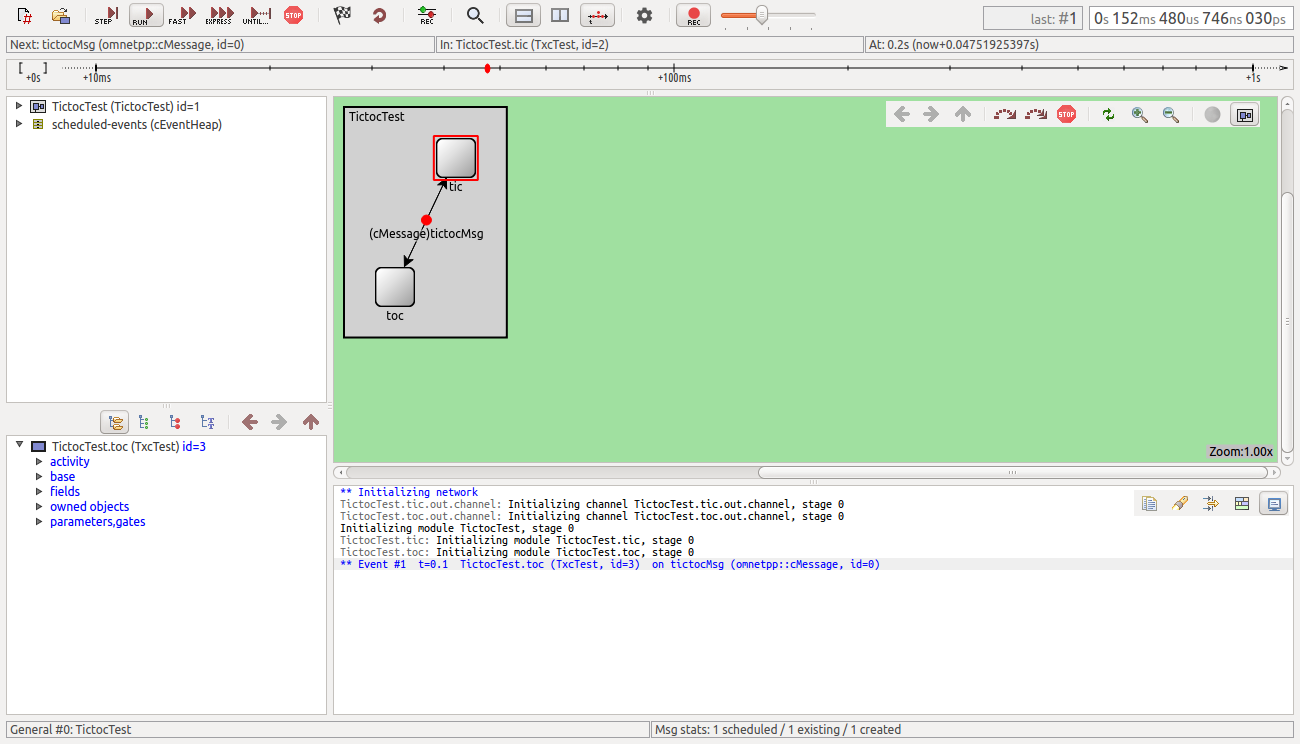 STEP RUN FAST EXPRESS UNTIL... STOP REC REC last: #1 0s 152ms 480us 746ns 030ps
Next: tictocMsg (omnetpp::cMessage, id=0) In: TictocTest.tic (TxcTest, id=2) At: 0.2s (now+0.04751925397s)
[ ]
+0s +10ms +100ms +1s
TictocTest (TictocTest) id=1
scheduled-events (cEventHeap)
TictocTest
tic
(cMessage)tictocMsg
toc
STOP
Zoom:1.00x
TictocTest.toc (TxcTest) id=3
activity
base
fields
owned objects
parameters,gates
** Initializing network
TictocTest.tic.out.channel: Initializing channel TictocTest.tic.out.channel, stage 0
TictocTest.toc.out.channel: Initializing channel TictocTest.toc.out.channel, stage 0
Initializing module TictocTest, stage 0
TictocTest.tic: Initializing module TictocTest.tic, stage 0
TictocTest.toc: Initializing module TictocTest.toc, stage 0
** Event #1 t=0.1 TictocTest.toc (TxcTest, id=3) on tictocMsg (omnetpp::cMessage, id=0)
General #0: TictocTest Msg stats: 1 scheduled / 1 existing / 1 created